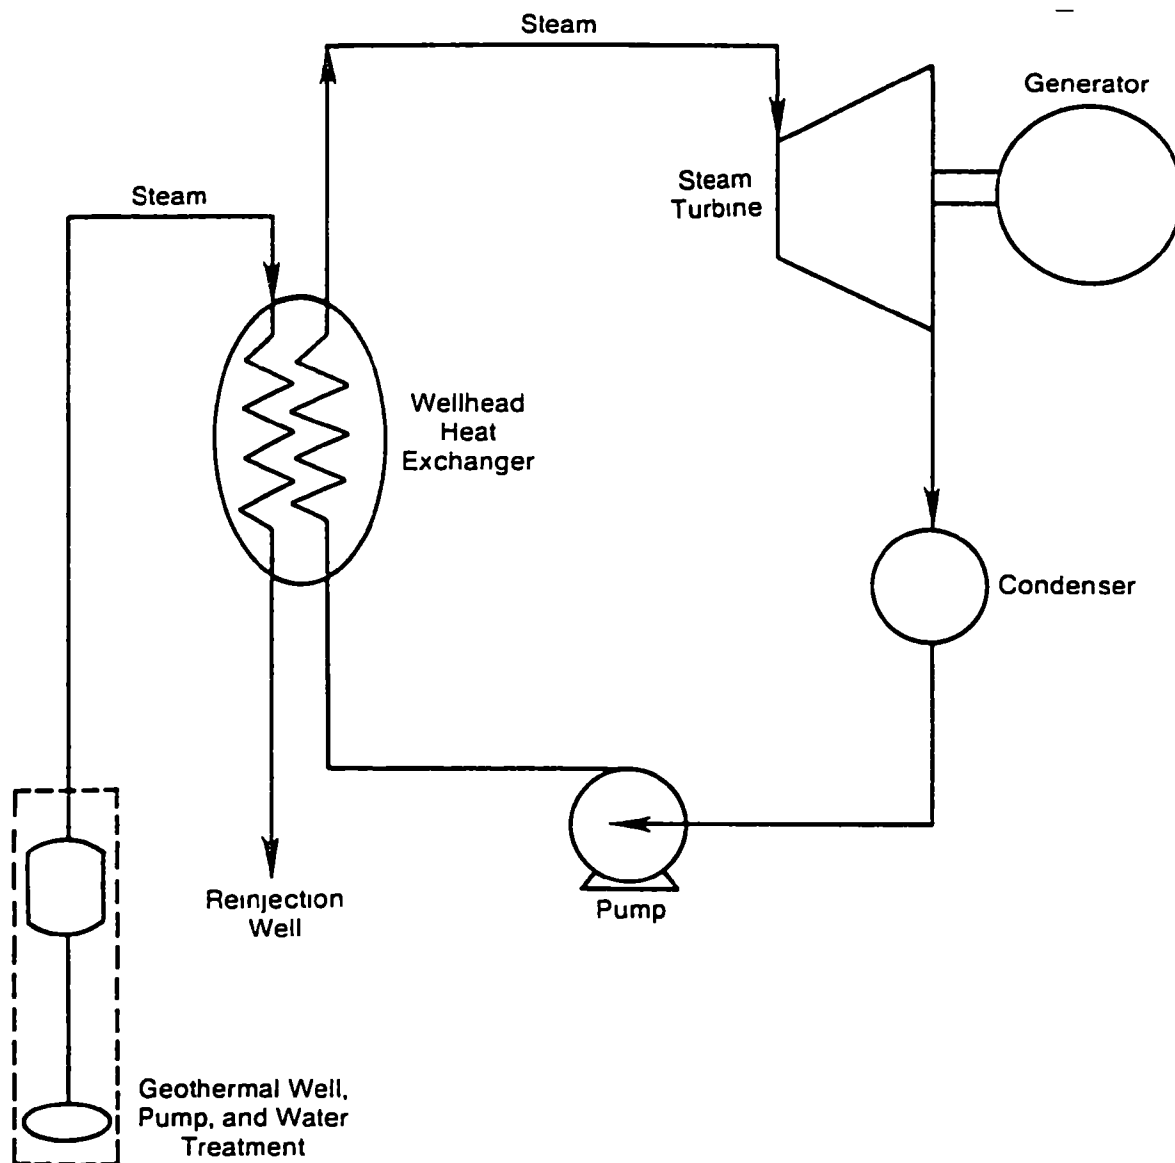 Steam
Generator
Steam
Turbine
Steam
Wellhead
Heat
Exchanger
Condenser
Reinjection
Well
Pump
Geothermal Well,
Pump, and Water
Treatment